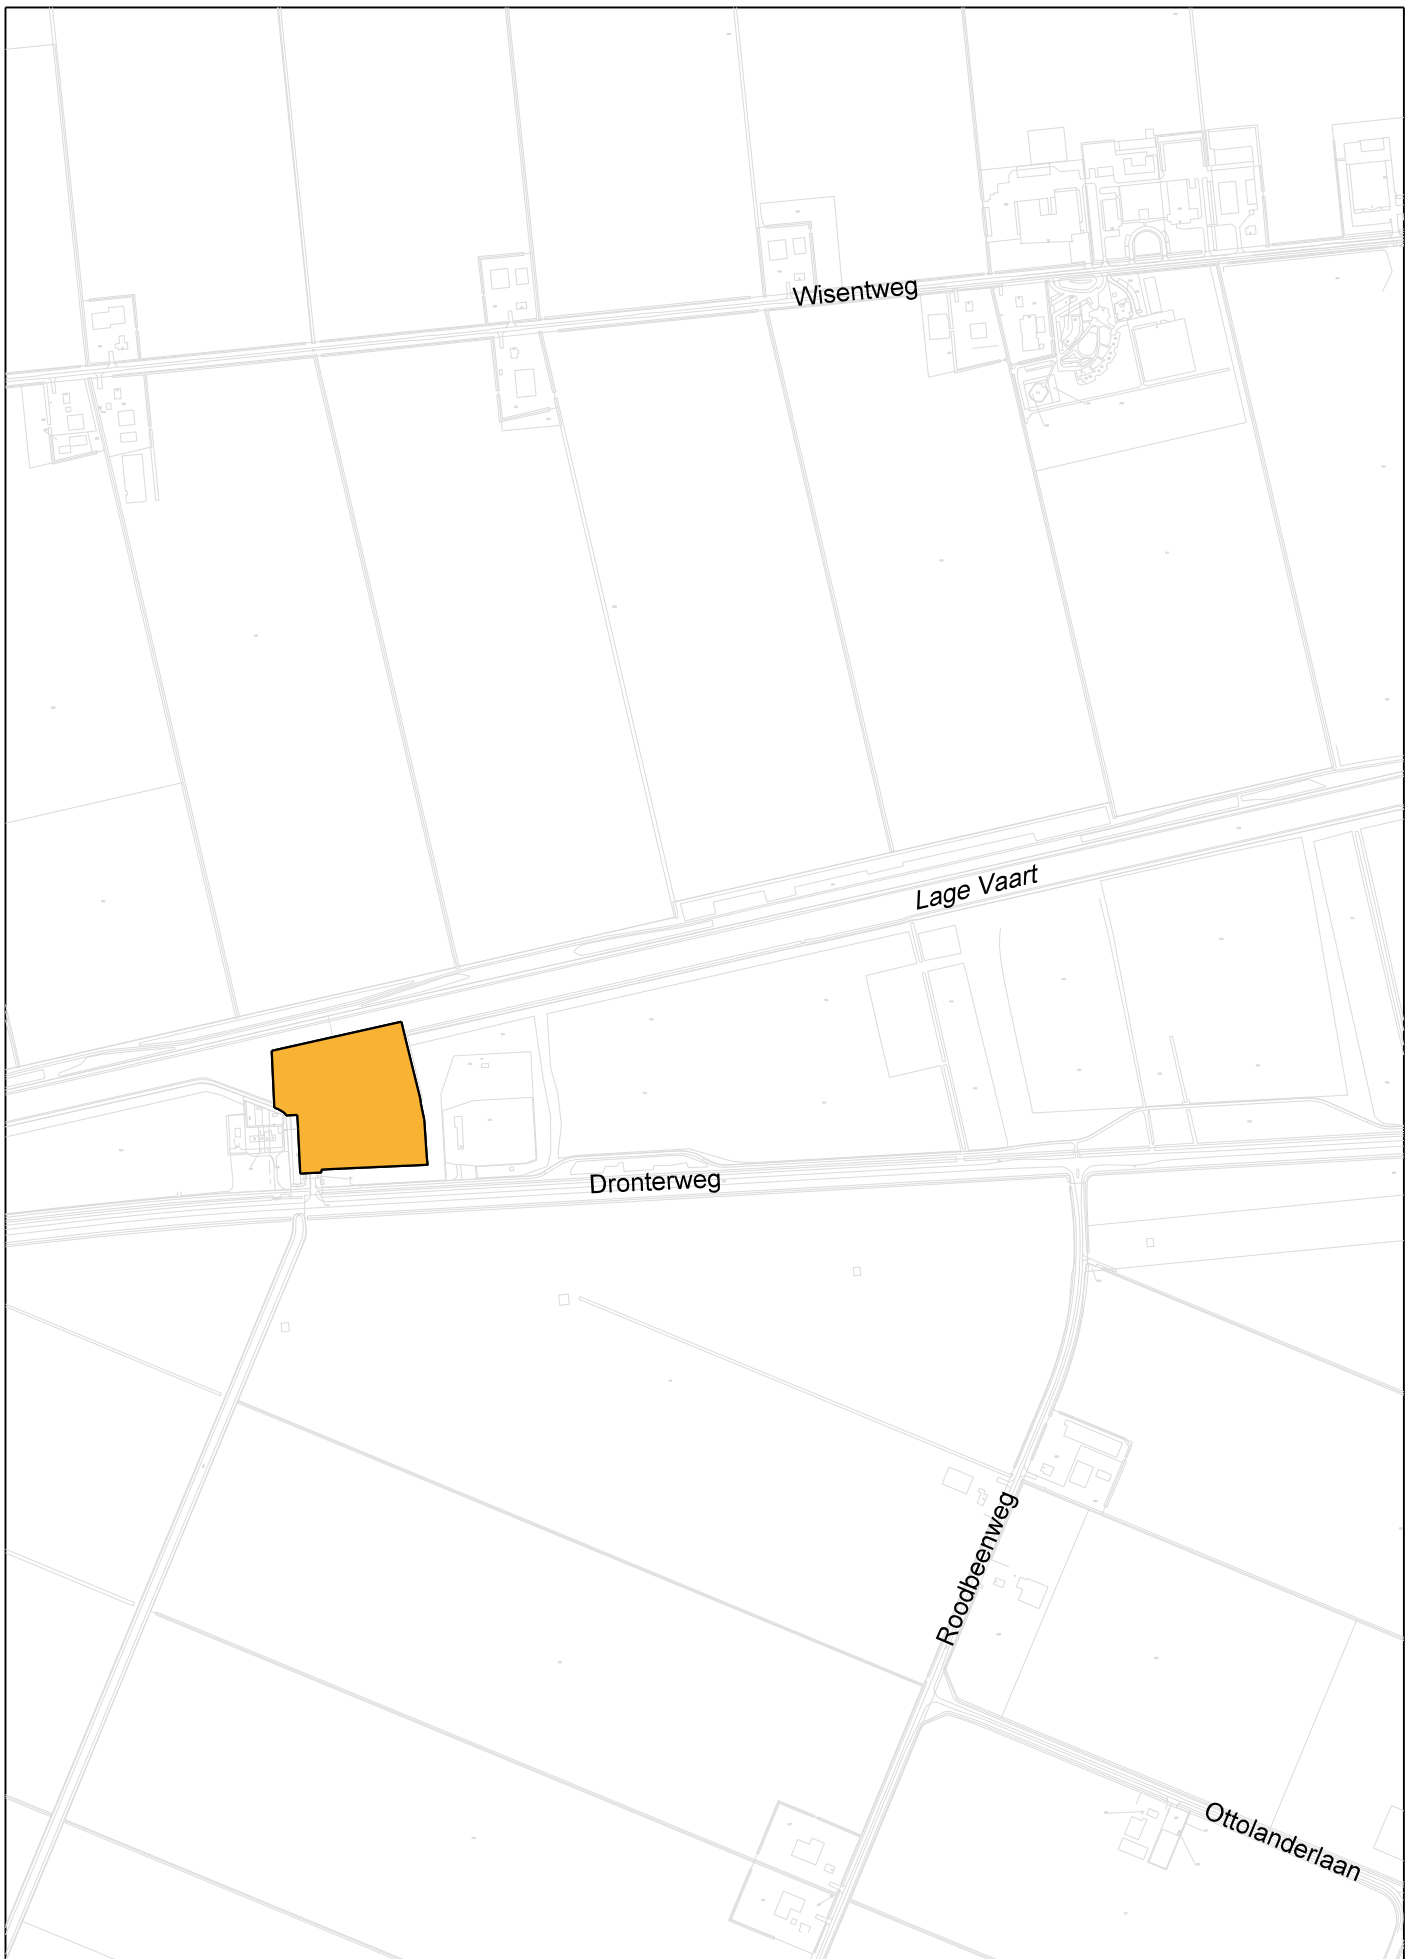 Wisentweg
Lage Vaart
Dronterweg
Roodbeenweg
Ottolanderlaan